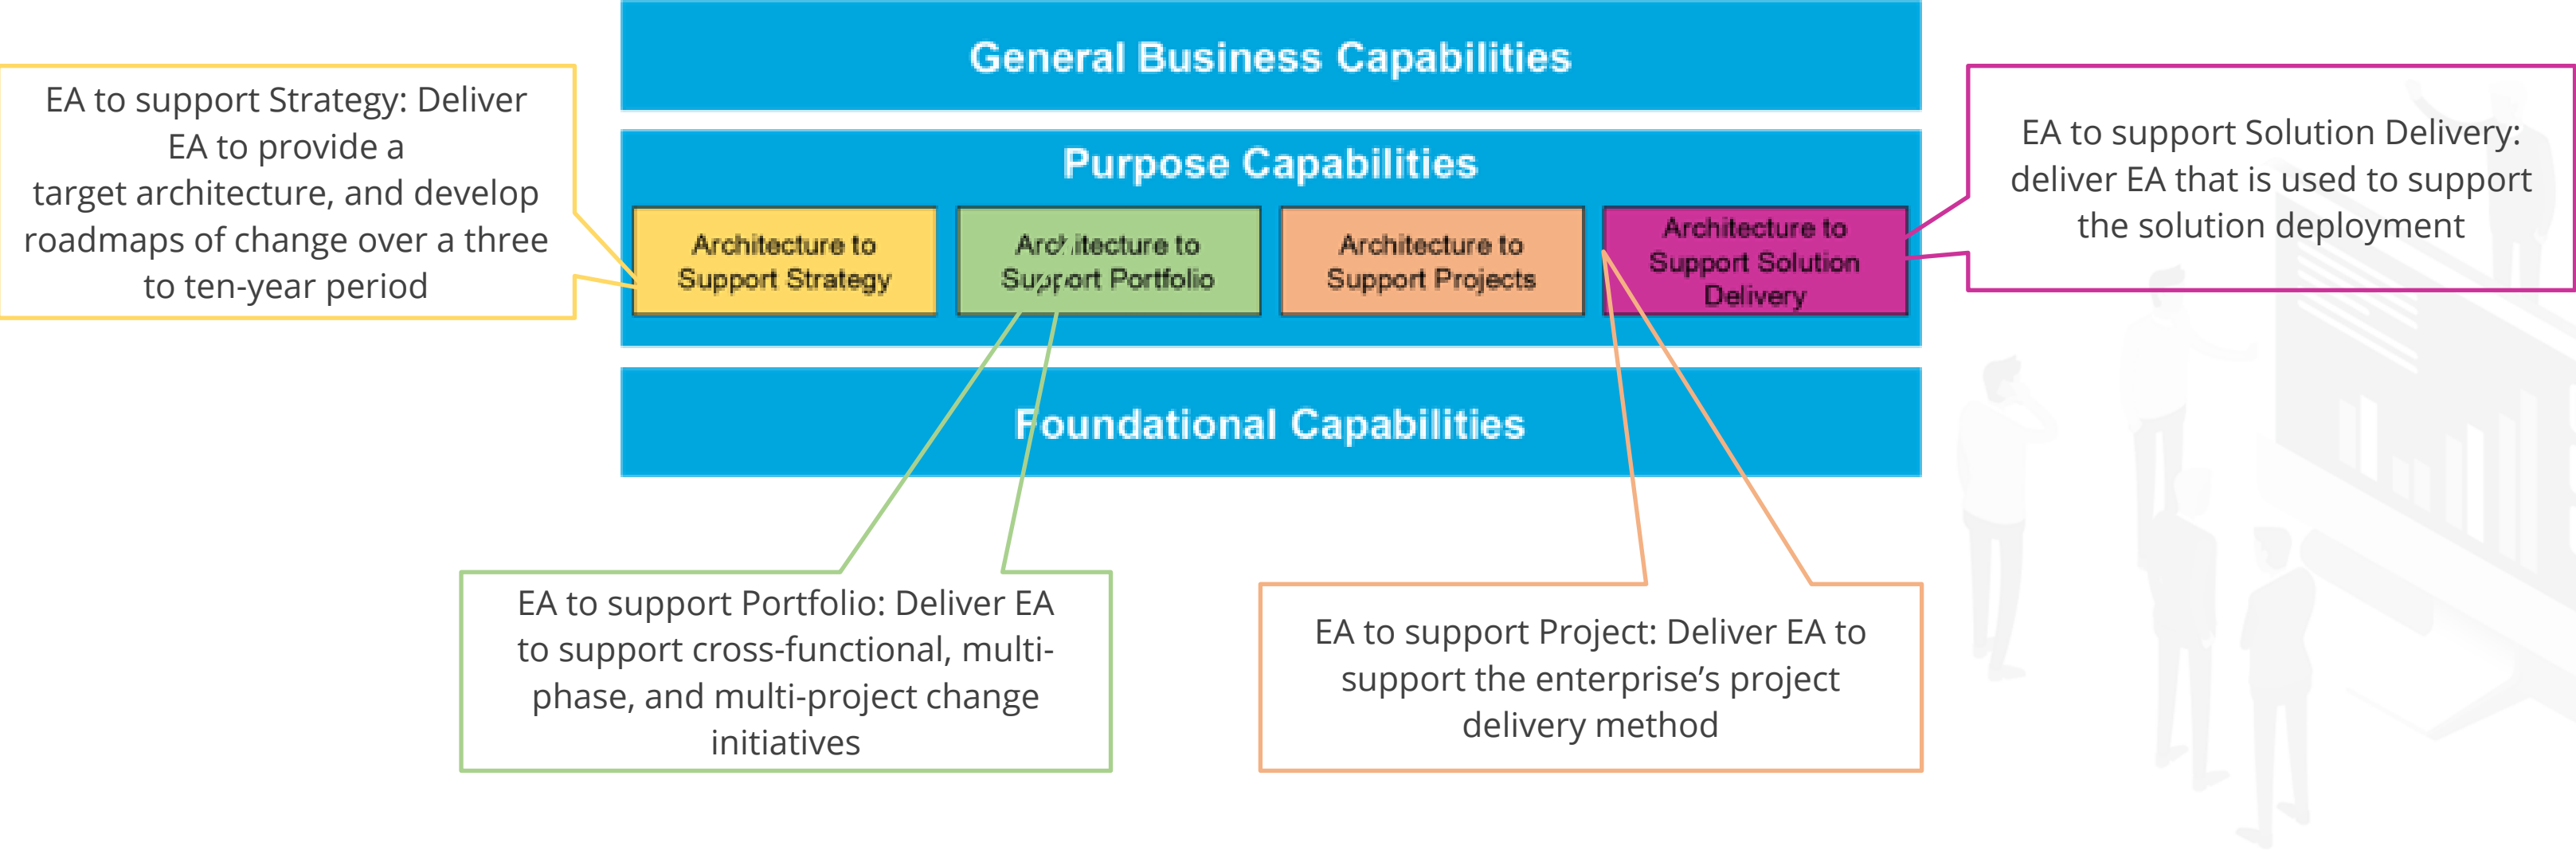 General Business Capabilities
EA to support Strategy: Deliver
EA to provide a
target architecture, and develop
roadmaps of change over a three
to ten-year period
Purpose Capabilities
Architecture to
Support Strategy
Architecture to
Support Portfolio
Architecture to
Support Projects
Architecture to
Support Solution
Delivery
EA to support Solution Delivery:
deliver EA that is used to support
the solution deployment
Foundational Capabilities
EA to support Portfolio: Deliver EA
to support cross-functional, multi-
phase, and multi-project change
initiatives
EA to support Project: Deliver EA to
support the enterprise’s project
delivery method